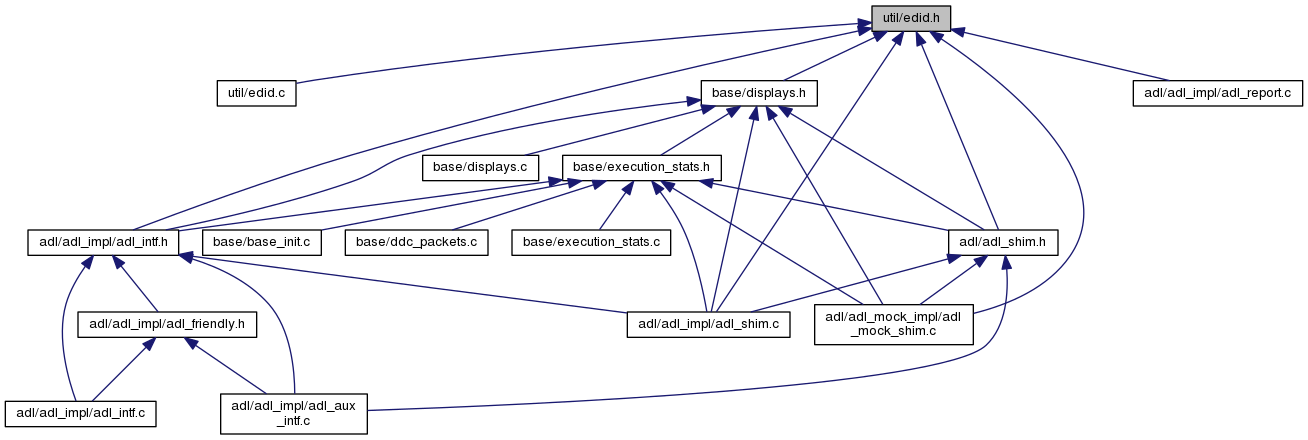 util/edid.h
util/edid.c
base/displays.h
adl/adl_impl/adl_report.c
base/displays.c
base/execution_stats.h
adl/adl_impl/adl_intf.h
base/base_init.c
base/ddc_packets.c
base/execution_stats.c
adl/adl_shim.h
adl/adl_impl/adl_friendly.h
adl/adl_impl/adl_shim.c
adl/adl_mock_impl/adl
_mock_shim.c
adl/adl_impl/adl_intf.c
adl/adl_impl/adl_aux
_intf.c